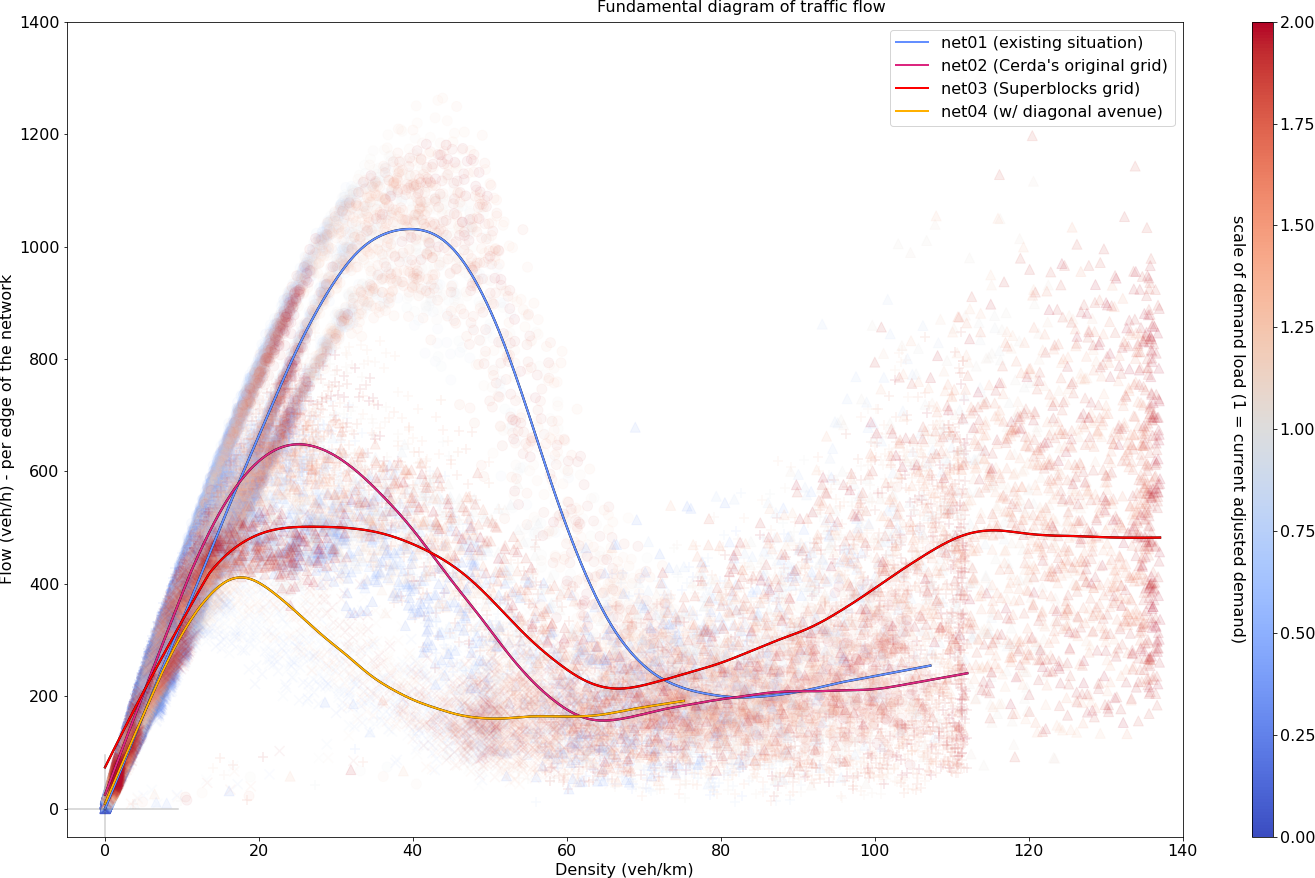 Fundamental diagram of traffic flow
net01 (existing situation)
net02 (Cerda's original grid)
net03 (Superblocks grid)
net04 (w/ diagonal avenue)
1400
1200
1000
800
600
400
200
0
Flow (veh/h) - per edge of the network
0 20 40 60 80 100 120 140
Density (veh/km)
2.00
1.75
1.50
1.25
1.00
0.75
0.50
0.25
0.00
scale of demand load (1 = current adjusted demand)